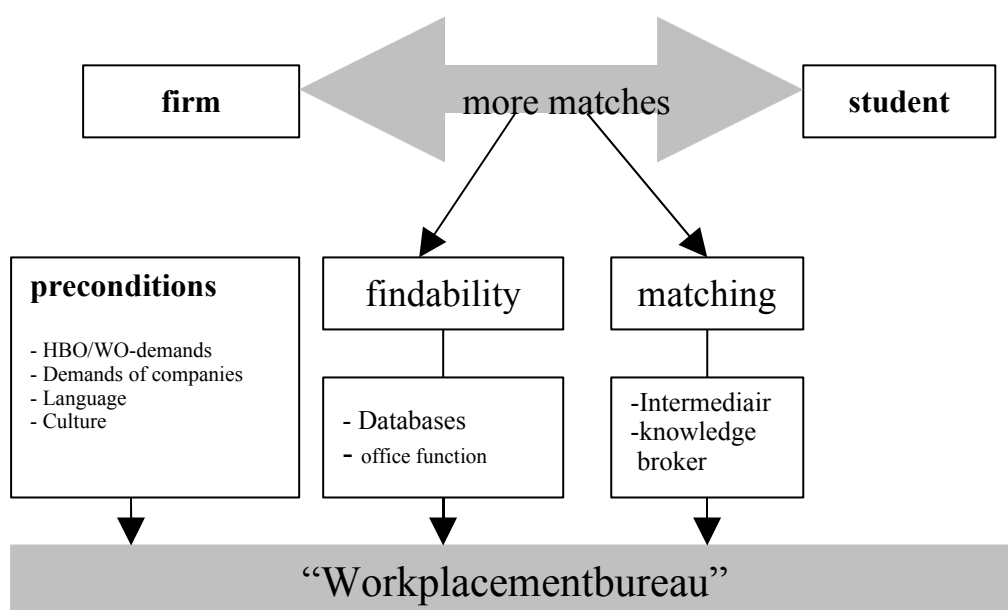 firm
more matches
student
preconditions
- HBO/WO-demands
- Demands of companies
- Language
- Culture
findability
- Databases
- office function
matching
-Intermediair
-knowledge
broker
“Workplacementbureau”